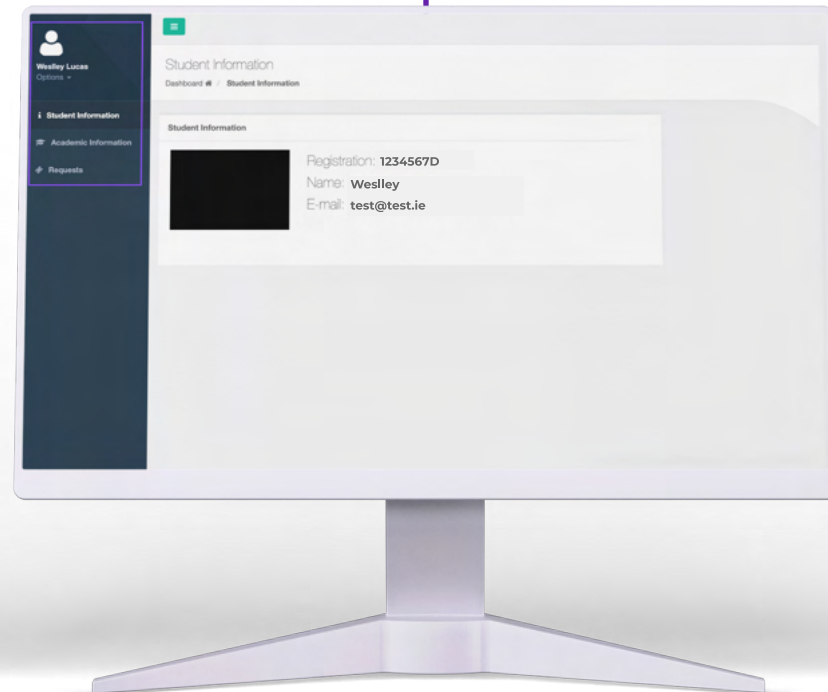 Weslley Lucas
Options
Student Information
Academic Information
Requests
Student Information
Dashboard / Student Information
Student Information
Registration: 1234567D
Name: Weslley
E-mail: test@test.ie